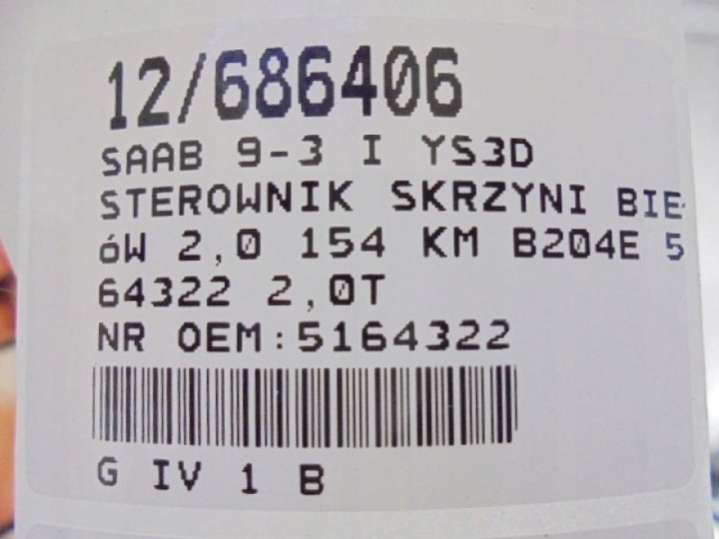 12/686406
SAAB 9-3 I YS3D
STEROWNIK SKRZYNI BIE
óW 2,0 154 KM B204E 5
64322 2,0T
NR OEM:5164322
G IV 1 B